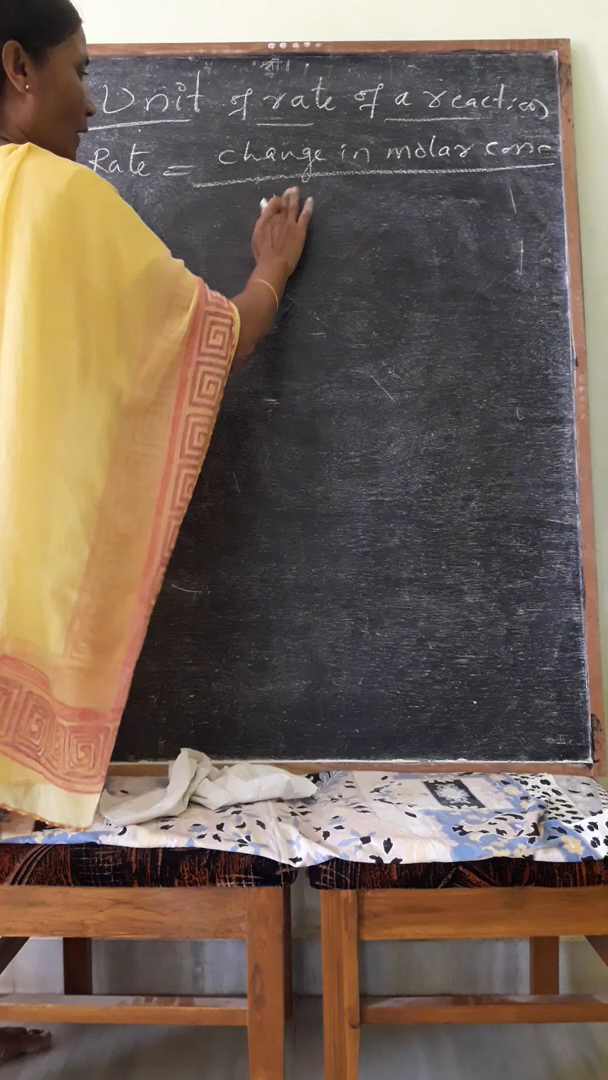 श्री
Unit of rate of a reaction
Rate = change in molar conc